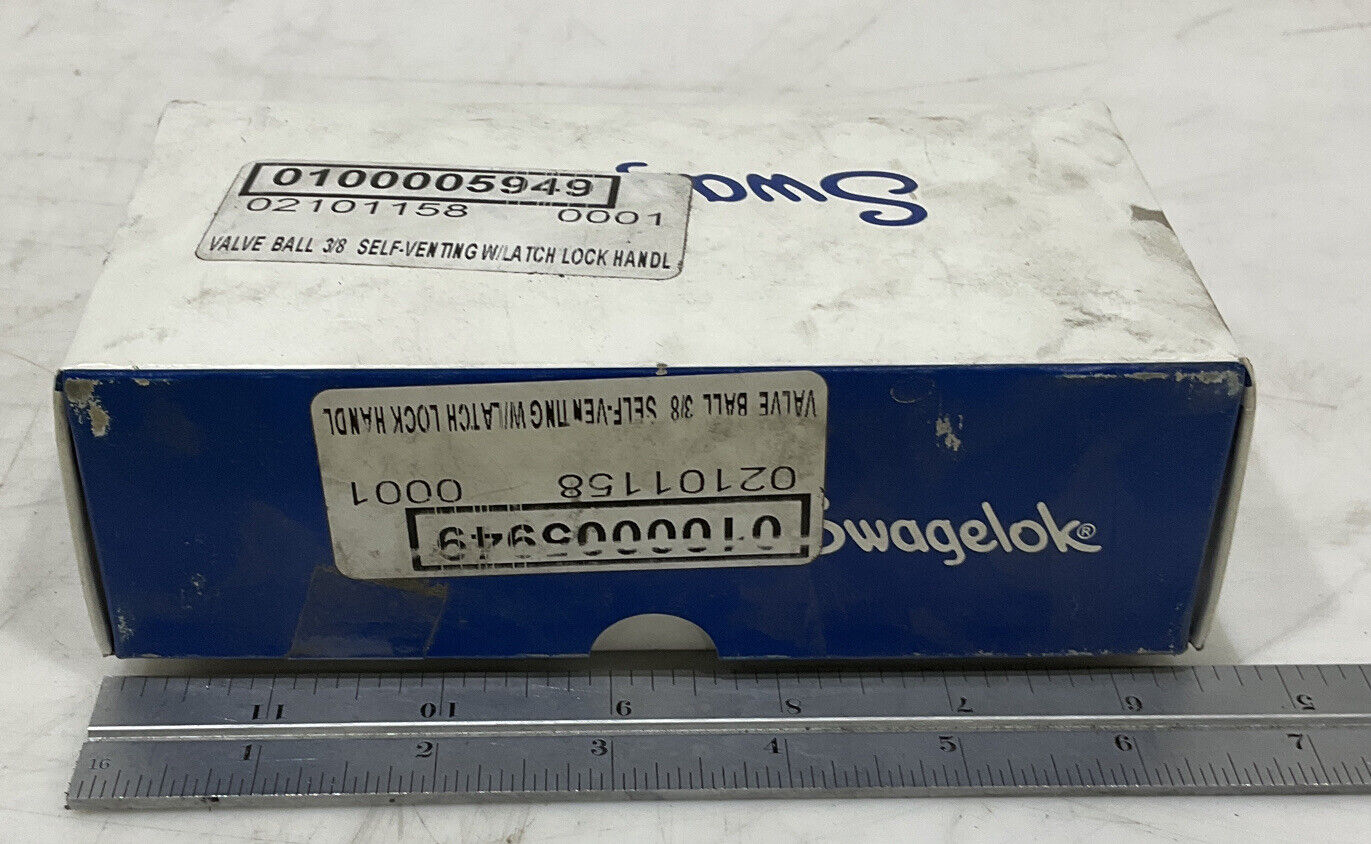 0100005949
02101158 0001
VALVE BALL 3/8 SELF-VENTING W/LATCH LOCK HANDL
Swag
VALVE BALL 3/8 SELF-VENTING W/LATCH LOCK HANDL
02101158 0001
0100005949
Swagelok®
11 10 9 8 7 6 5
16 1 2 3 4 5 6 7